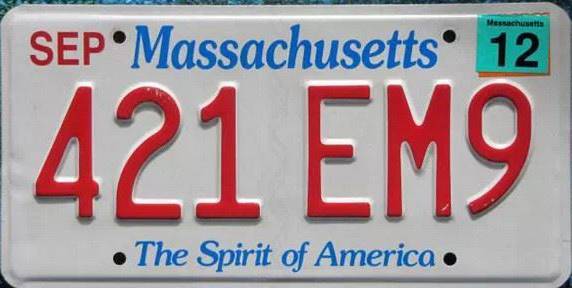 SEP Massachusetts
Massachusetts
12
421 EM9
The Spirit of America